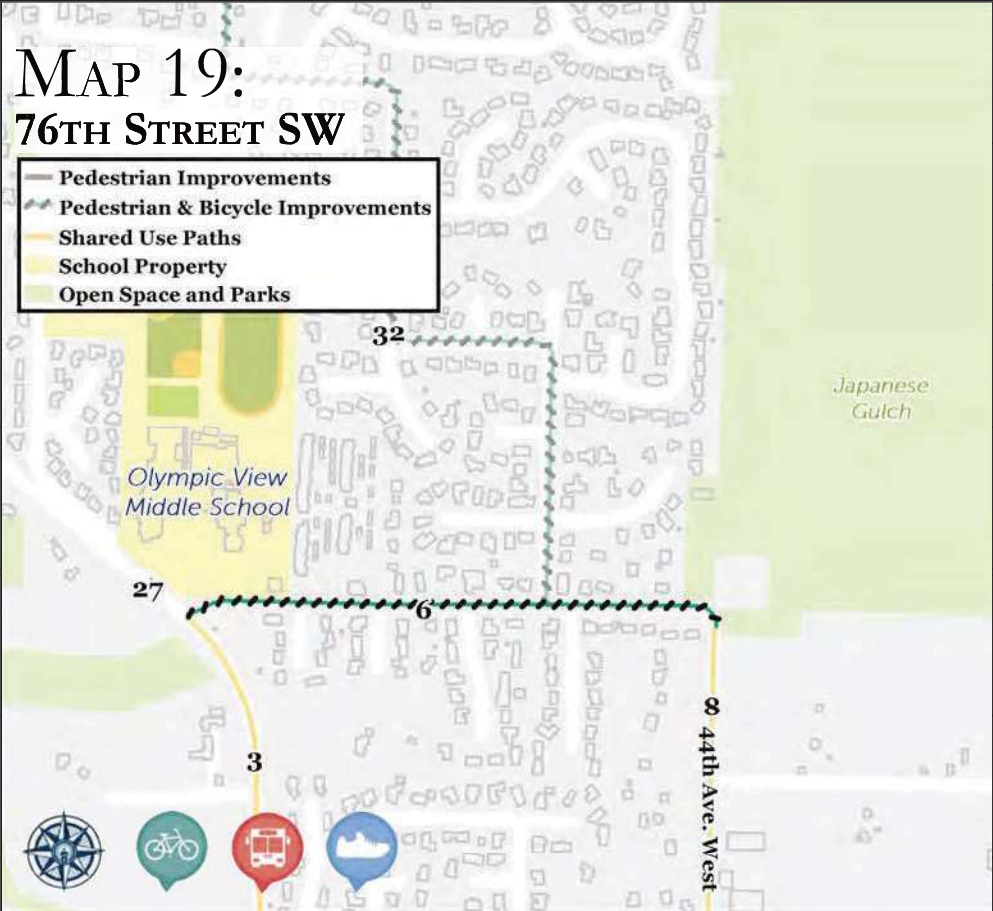 MAP 19:
76TH STREET SW
Pedestrian Improvements
Pedestrian & Bicycle Improvements
Shared Use Paths
School Property
Open Space and Parks
32
Japanese
Gulch
Olympic View
Middle School
27
6
8
44th Ave. West
3